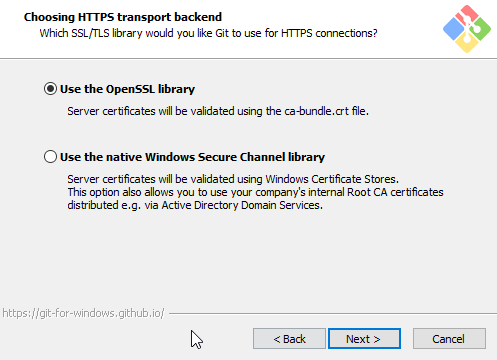 Choosing HTTPS transport backend
Which SSL/TLS library would you like Git to use for HTTPS connections?
Use the OpenSSL library
Server certificates will be validated using the ca-bundle.crt file.
Use the native Windows Secure Channel library
Server certificates will be validated using Windows Certificate Stores.
This option also allows you to use your company's internal Root CA certificates
distributed e.g. via Active Directory Domain Services.
https://git-for-windows.github.io/
< Back
Next >
Cancel